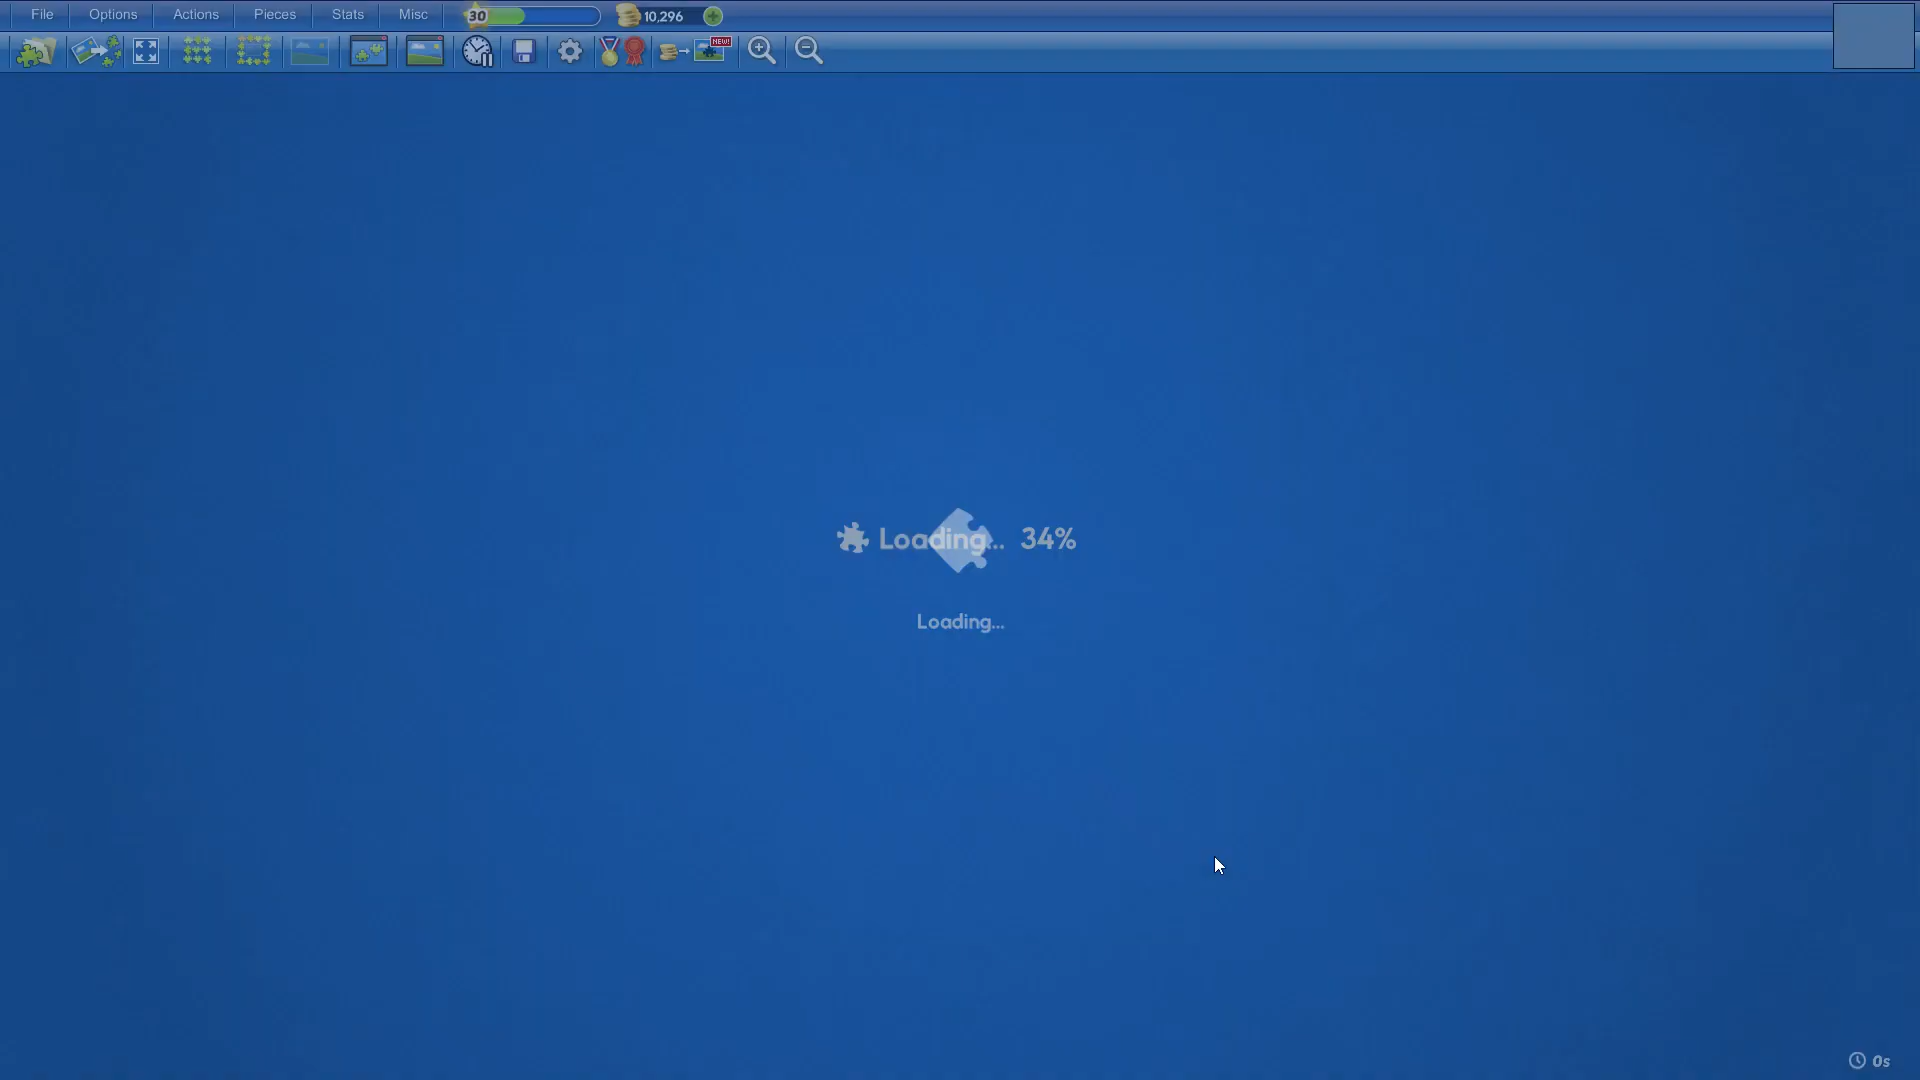 File Options Actions Pieces Stats Misc 30 10,296
NEW!
Loading... 34%
Loading...
0s